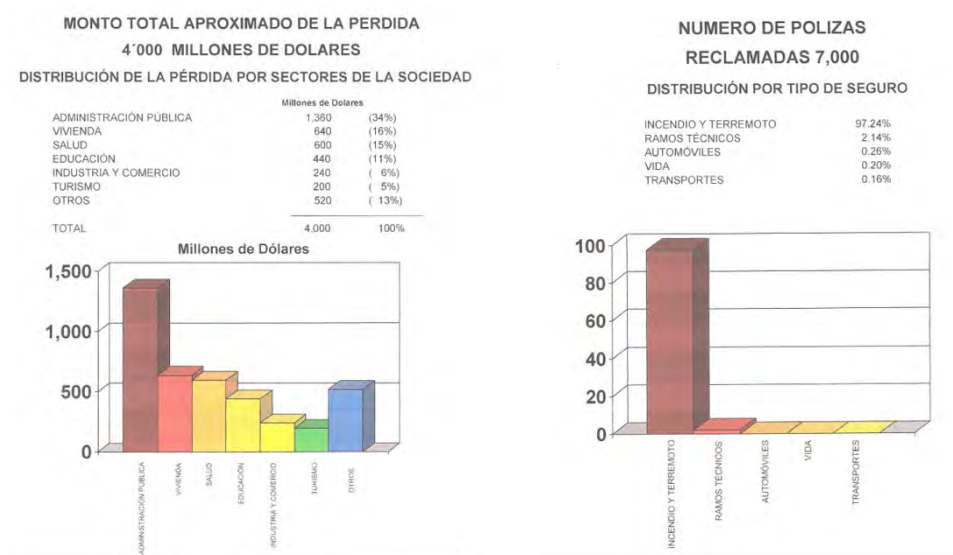 MONTO TOTAL APROXIMADO DE LA PERDIDA
4´000 MILLONES DE DOLARES
DISTRIBUCIÓN DE LA PÉRDIDA POR SECTORES DE LA SOCIEDAD
Millones de Dolares
ADMINISTRACIÓN PÚBLICA 1,360 (34%)
VIVIENDA 640 (16%)
SALUD 600 (15%)
EDUCACIÓN 440 (11%)
INDUSTRIA Y COMERCIO 240 ( 6%)
TURISMO 200 ( 5%)
OTROS 520 ( 13%)
TOTAL 4,000 100%
Millones de Dólares
1,500
1,000
500
0
ADMINISTRACIÓN PÚBLICA
VIVIENDA
SALUD
EDUCACIÓN
INDUSTRIA Y COMERCIO
TURISMO
OTROS
NUMERO DE POLIZAS
RECLAMADAS 7,000
DISTRIBUCIÓN POR TIPO DE SEGURO
INCENDIO Y TERREMOTO 97.24%
RAMOS TÉCNICOS 2.14%
AUTOMÓVILES 0.26%
VIDA 0.20%
TRANSPORTES 0.16%
100
80
60
40
20
0
INCENDIO Y TERREMOTO
RAMOS TÉCNICOS
AUTOMÓVILES
VIDA
TRANSPORTES